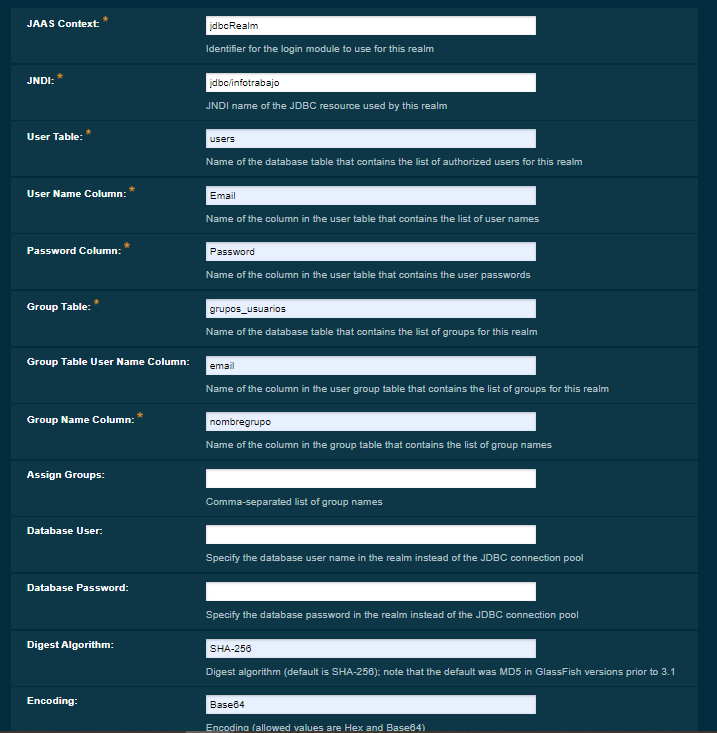 JAAS Context: *
jdbcRealm
Identifier for the login module to use for this realm
JNDI: *
jdbc/infotrabajo
JNDI name of the JDBC resource used by this realm
User Table: *
users
Name of the database table that contains the list of authorized users for this realm
User Name Column: *
Email
Name of the column in the user table that contains the list of user names
Password Column: *
Password
Name of the column in the user table that contains the user passwords
Group Table: *
grupos_usuarios
Name of the database table that contains the list of groups for this realm
Group Table User Name Column:
email
Name of the column in the user group table that contains the list of groups for this realm
Group Name Column: *
nombregrupo
Name of the column in the group table that contains the list of group names
Assign Groups:
Comma-separated list of group names
Database User:
Specify the database user name in the realm instead of the JDBC connection pool
Database Password:
Specify the database password in the realm instead of the JDBC connection pool
Digest Algorithm:
SHA-256
Digest algorithm (default is SHA-256); note that the default was MD5 in GlassFish versions prior to 3.1
Encoding:
Base64
Encoding (allowed values are Hex and Base64)